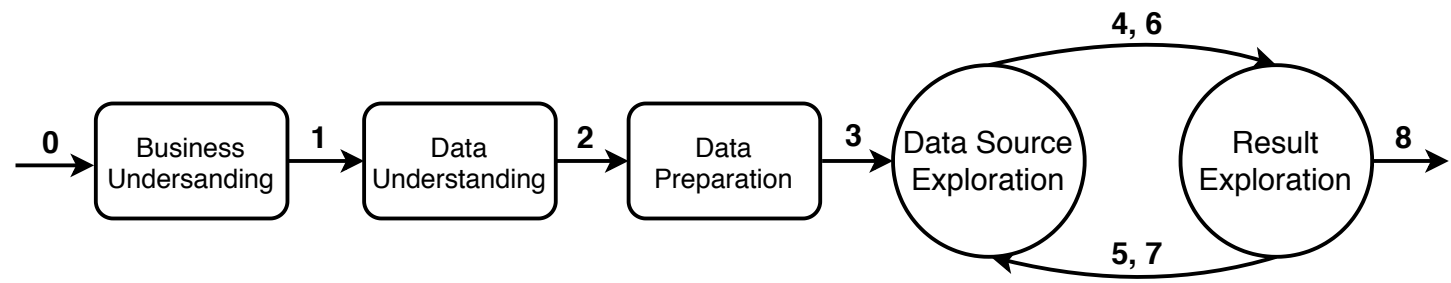 0
Business
Undersanding
1
Data
Understanding
2
Data
Preparation
3
Data Source
Exploration
4, 6
5, 7
Result
Exploration
8